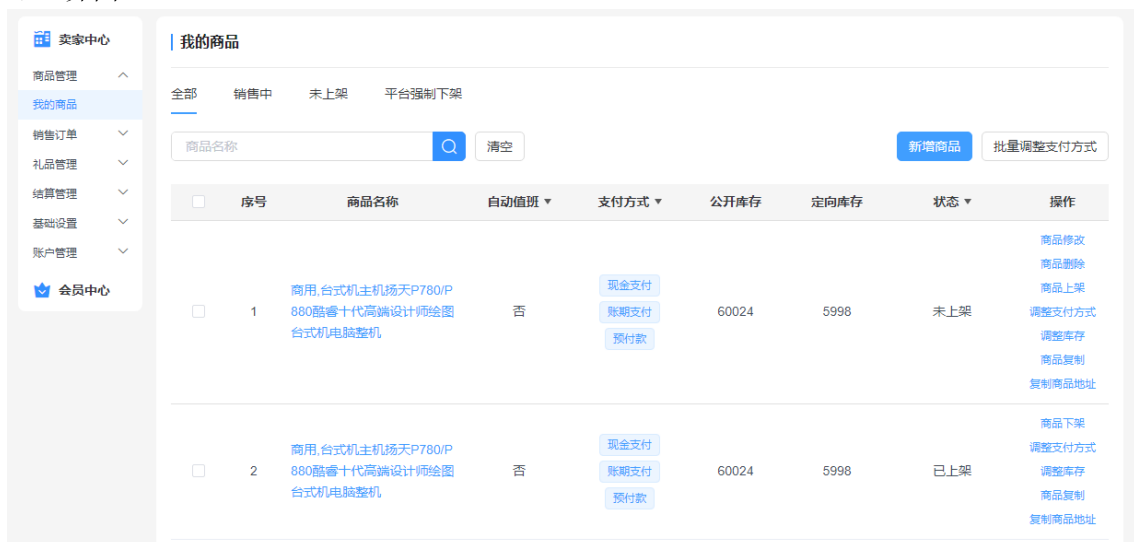 卖家中心
商品管理
我的商品
销售订单
礼品管理
结算管理
基础设置
账户管理
会员中心
我的商品
全部 销售中 未上架 平台强制下架
商品名称 清空 新增商品 批量调整支付方式
序号 商品名称 自动值班 支付方式 公开库存 定向库存 状态 操作
商品修改
商品删除
商品上架
调整支付方式
调整库存
商品复制
复制商品地址
1
商用,台式机主机扬天P780/P
880酷睿十代高端设计师绘图
台式机电脑整机
否
现金支付
账期支付
预付款
60024
5998
未上架
商品下架
调整支付方式
调整库存
商品复制
复制商品地址
2
商用,台式机主机扬天P780/P
880酷睿十代高端设计师绘图
台式机电脑整机
否
现金支付
账期支付
预付款
60024
5998
已上架